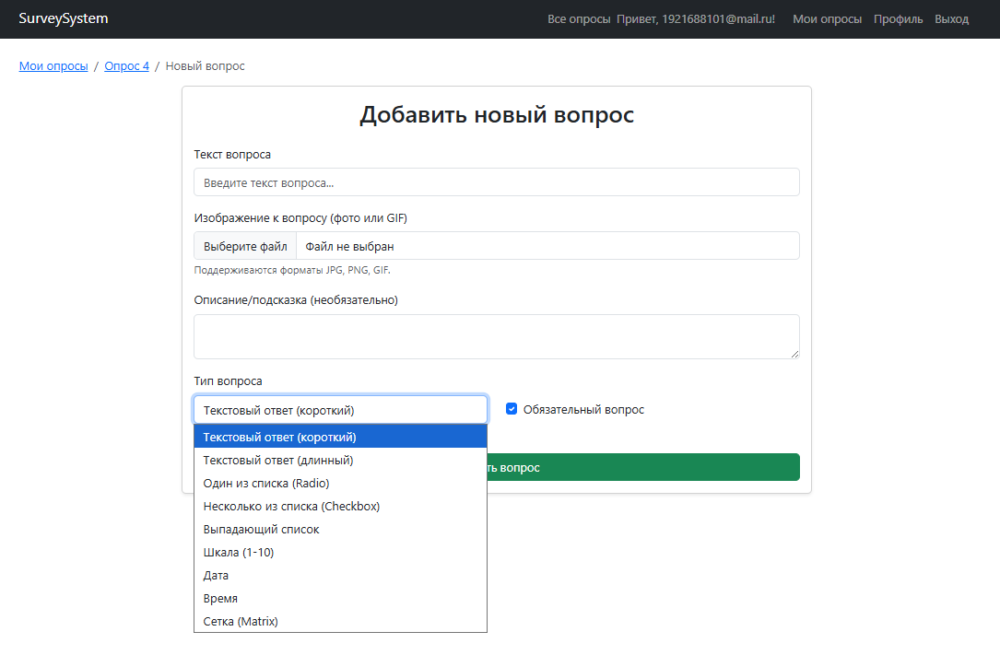 SurveySystem Все опросы Привет, 1921688101@mail.ru! Мои опросы Профиль Выход
Мои опросы / Опрос 4 / Новый вопрос
Добавить новый вопрос
Текст вопроса
Введите текст вопроса...
Изображение к вопросу (фото или GIF)
Выберите файл Файл не выбран
Поддерживаются форматы JPG, PNG, GIF.
Описание/подсказка (необязательно)
Тип вопроса
Текстовый ответ (короткий) Обязательный вопрос
Текстовый ответ (короткий)
Текстовый ответ (длинный)
ть вопрос
Один из списка (Radio)
Несколько из списка (Checkbox)
Выпадающий список
Шкала (1-10)
Дата
Время
Сетка (Matrix)